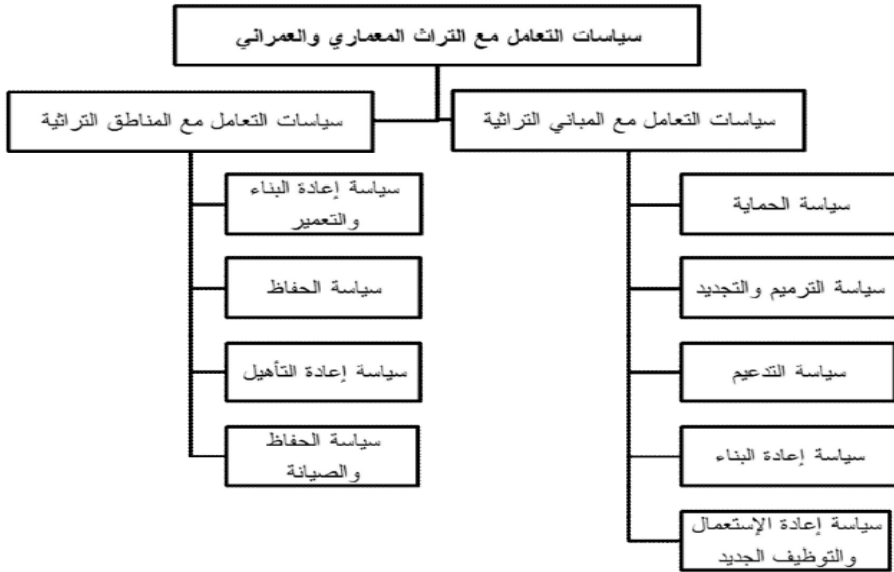 سياسات التعامل مع التراث المعماري والعمراني
سياسات التعامل مع المباني التراثية
سياسة الحماية
سياسة الترميم والتجديد
سياسة التدعيم
سياسة إعادة البناء
سياسة إعادة الإستعمال
والتوظيف الجديد
سياسات التعامل مع المناطق التراثية
سياسة إعادة البناء
والتعمير
سياسة الحفاظ
سياسة إعادة التأهيل
سياسة الحفاظ
والصيانة